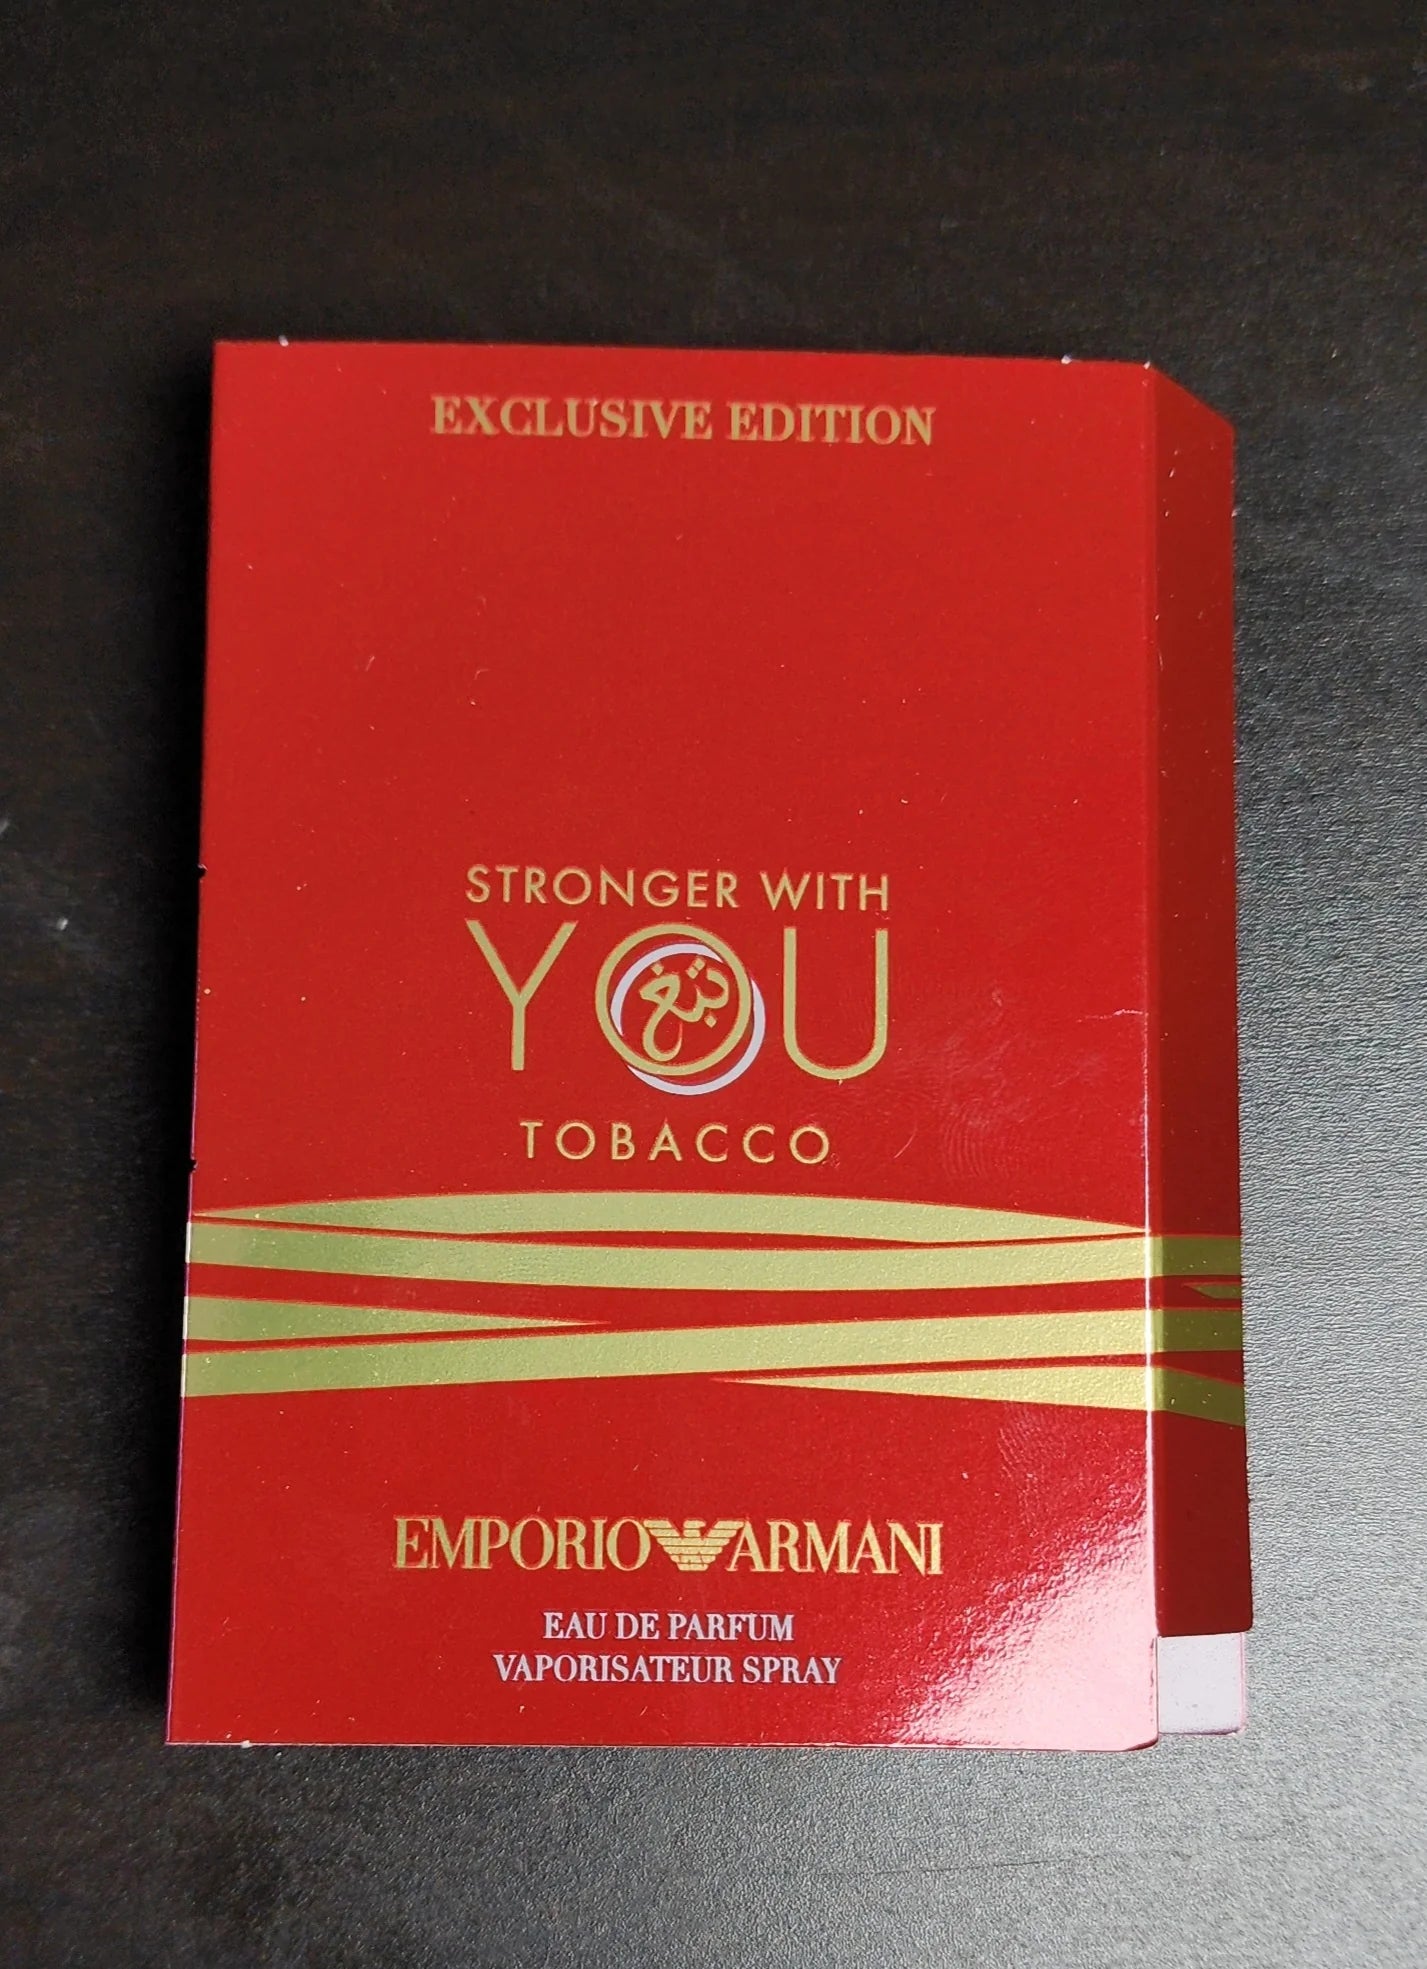 EXCLUSIVE EDITION
STRONGER WITH
YOU
تبغ
TOBACCO
EMPORIO ARMANI
EAU DE PARFUM
VAPORISATEUR SPRAY